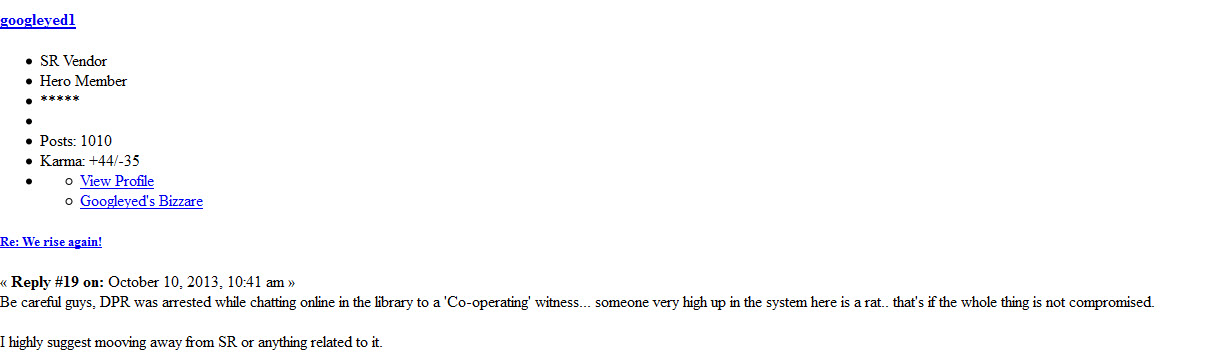 googleyed1
SR Vendor
Hero Member
*****
Posts: 1010
Karma: +44/-35
View Profile
Googleyed's Bizzare
Re: We rise again!
« Reply #19 on: October 10, 2013, 10:41 am »
Be careful guys, DPR was arrested while chatting online in the library to a 'Co-operating' witness... someone very high up in the system here is a rat.. that's if the whole thing is not compromised.
I highly suggest mooving away from SR or anything related to it.